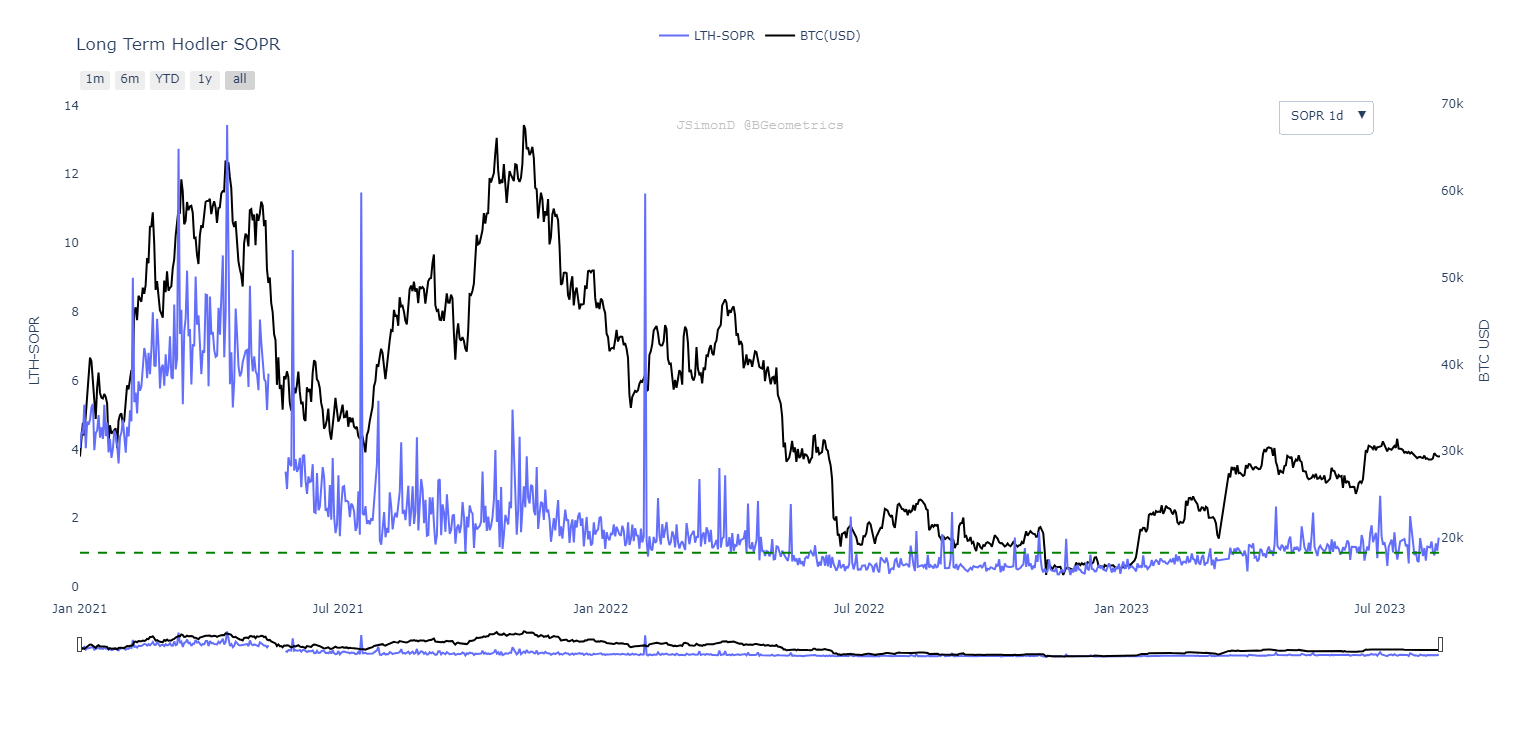 Long Term Hodler SOPR
LTH-SOPR
BTC(USD)
1m
6m
YTD
1y
all
JSimonD @BGeometrics
SOPR 1d ▼
14
12
10
8
6
4
2
0
LTH-SOPR
70k
60k
50k
40k
30k
20k
BTC USD
Jan 2021
Jul 2021
Jan 2022
Jul 2022
Jan 2023
Jul 2023